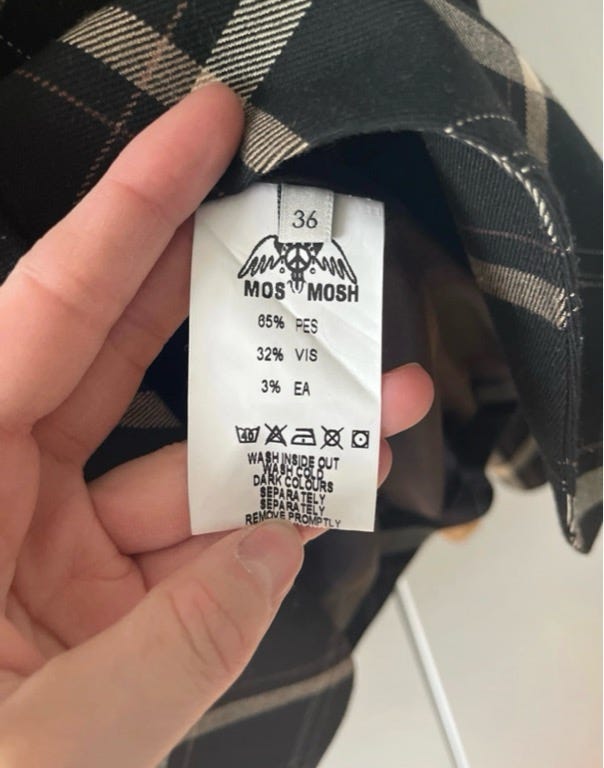 36
MOS MOSH
65% PES
32% VIS
3% EA
40
WASH INSIDE OUT
WASH COLD
DARK COLOURS
SEPARATELY
SEPARATELY
REMOVE PROMPTLY